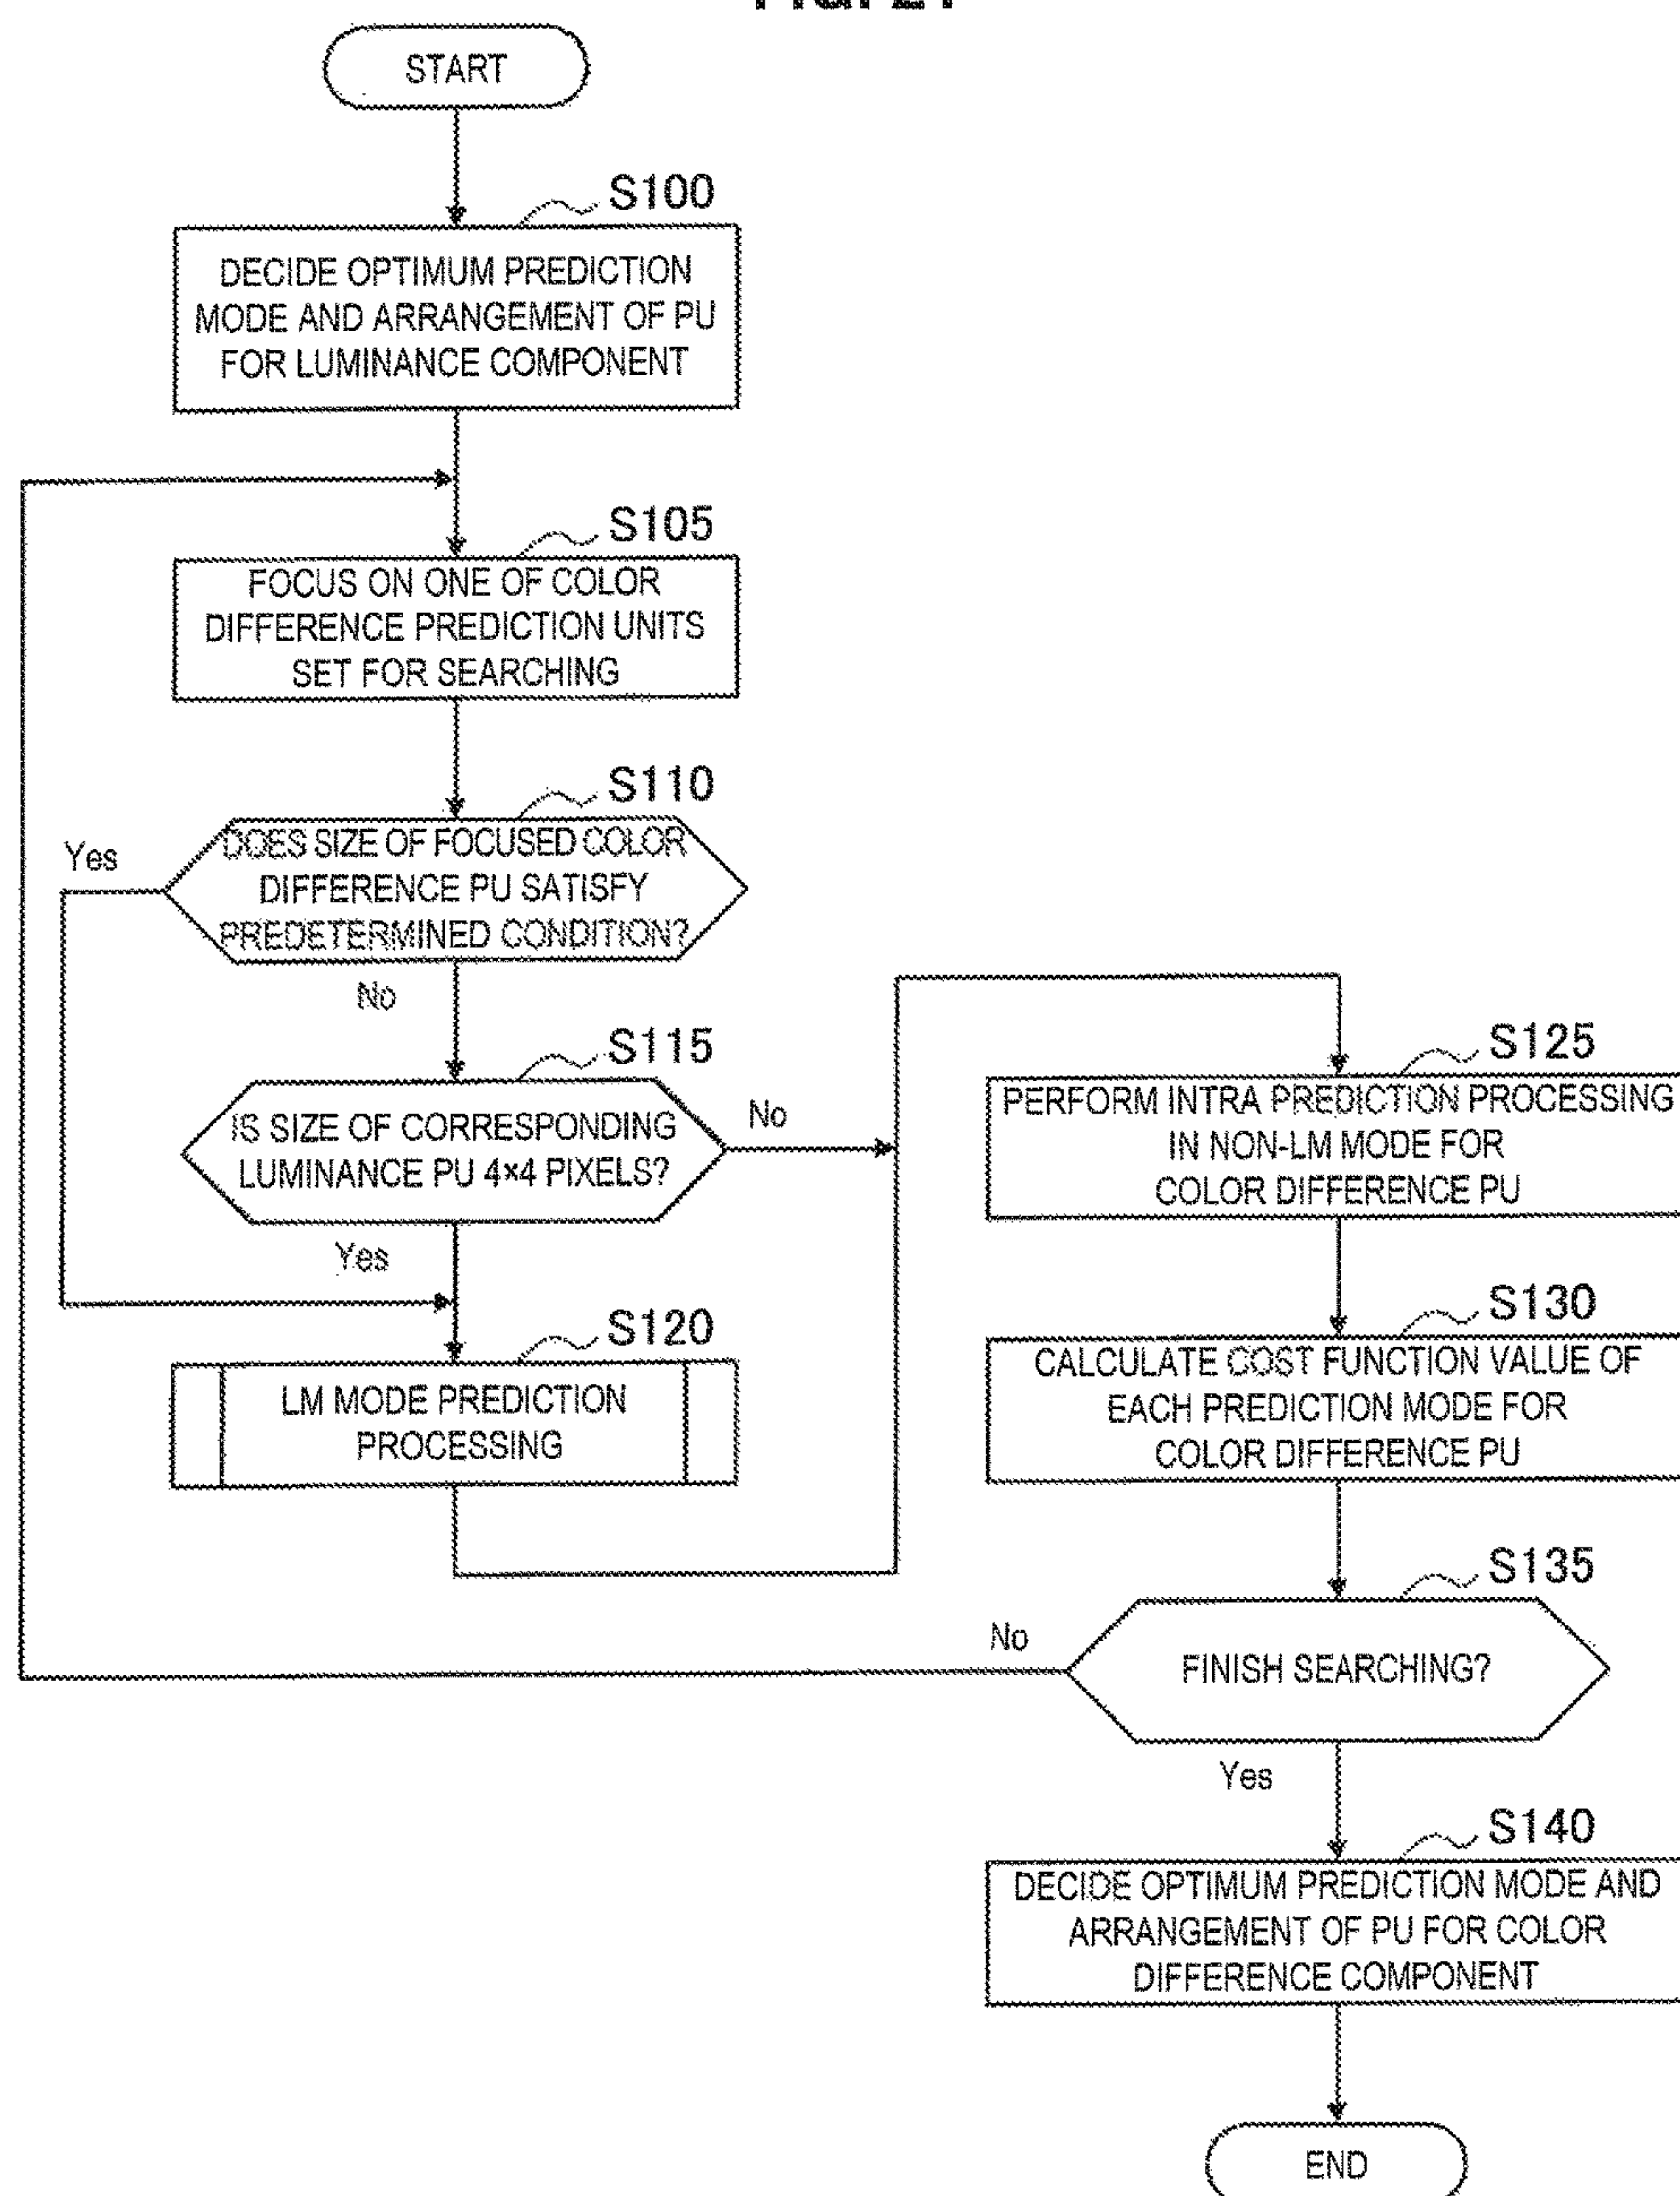 START
S100
DECIDE OPTIMUM PREDICTION
MODE AND ARRANGEMENT OF PU
FOR LUMINANCE COMPONENT
S105
FOCUS ON ONE OF COLOR
DIFFERENCE PREDICTION UNITS
SET FOR SEARCHING
S110
DOES SIZE OF FOCUSED COLOR
DIFFERENCE PU SATISFY
PREDETERMINED CONDITION?
Yes
No
S115
IS SIZE OF CORRESPONDING
LUMINANCE PU 4×4 PIXELS?
No
Yes
S120
LM MODE PREDICTION
PROCESSING
S125
PERFORM INTRA PREDICTION PROCESSING
IN NON-LM MODE FOR
COLOR DIFFERENCE PU
S130
CALCULATE COST FUNCTION VALUE OF
EACH PREDICTION MODE FOR
COLOR DIFFERENCE PU
S135
FINISH SEARCHING?
No
Yes
S140
DECIDE OPTIMUM PREDICTION MODE AND
ARRANGEMENT OF PU FOR COLOR
DIFFERENCE COMPONENT
END